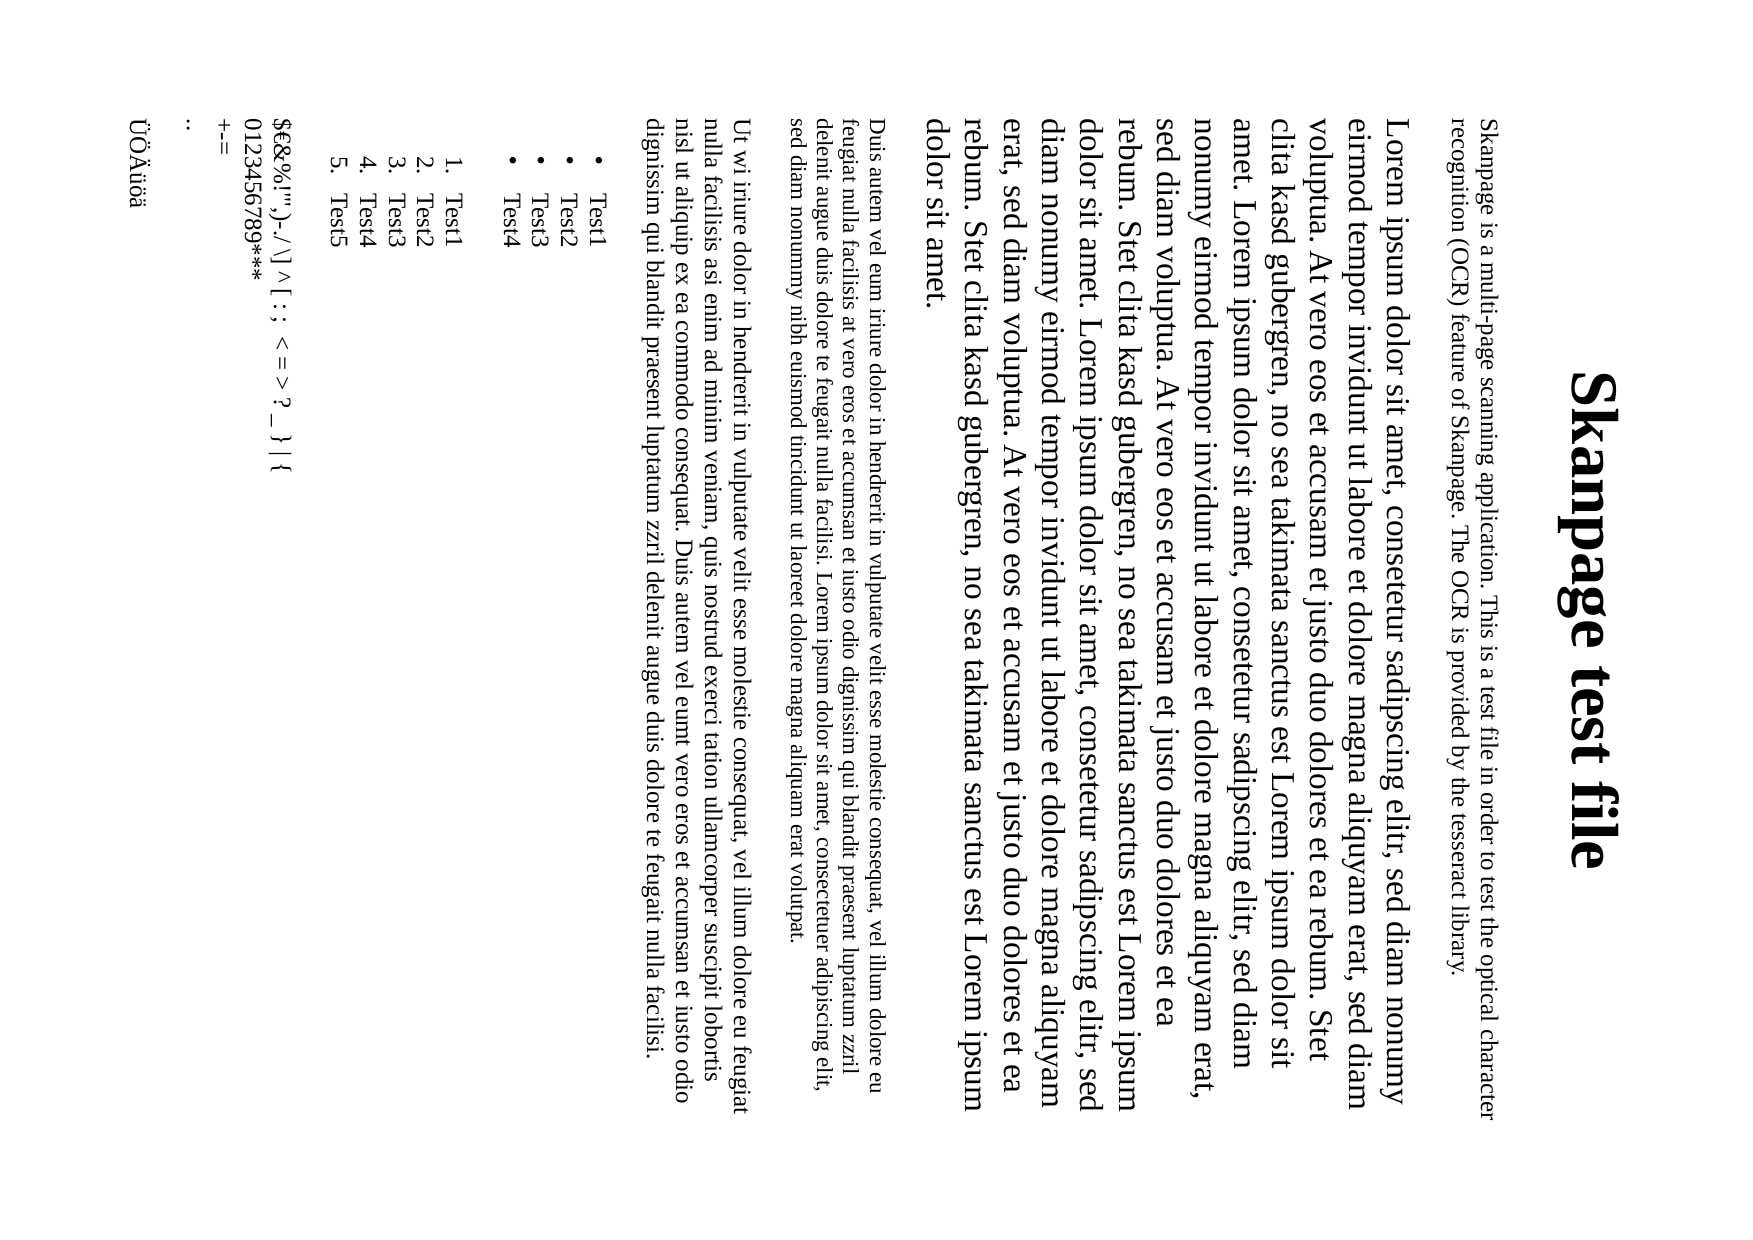 Skanpage test file
Skanpage is a multi-page scanning application. This is a test file in order to test the optical character
recognition (OCR) feature of Skanpage. The OCR is provided by the tesseract library.
Lorem ipsum dolor sit amet, consetetur sadipscing elitr, sed diam nonumy
eirmod tempor invidunt ut labore et dolore magna aliquyam erat, sed diam
voluptua. At vero eos et accusam et justo duo dolores et ea rebum. Stet
clita kasd gubergren, no sea takimata sanctus est Lorem ipsum dolor sit
amet. Lorem ipsum dolor sit amet, consetetur sadipscing elitr, sed diam
nonumy eirmod tempor invidunt ut labore et dolore magna aliquyam erat,
sed diam voluptua. At vero eos et accusam et justo duo dolores et ea
rebum. Stet clita kasd gubergren, no sea takimata sanctus est Lorem ipsum
dolor sit amet. Lorem ipsum dolor sit amet, consetetur sadipscing elitr, sed
diam nonumy eirmod tempor invidunt ut labore et dolore magna aliquyam
erat, sed diam voluptua. At vero eos et accusam et justo duo dolores et ea
rebum. Stet clita kasd gubergren, no sea takimata sanctus est Lorem ipsum
dolor sit amet.
Duis autem vel eum iriure dolor in hendrerit in vulputate velit esse molestie consequat, vel illum dolore eu
feugiat nulla facilisis at vero eros et accumsan et iusto odio dignissim qui blandit praesent luptatum zzril
delenit augue duis dolore te feugait nulla facilisi. Lorem ipsum dolor sit amet, consectetuer adipiscing elit,
sed diam nonummy nibh euismod tincidunt ut laoreet dolore magna aliquam erat volutpat.
Ut wi iriure dolor in hendrerit in vulputate velit esse molestie consequat, vel illum dolore eu feugiat
nulla facilisis asi enim ad minim veniam, quis nostrud exerci tation ullamcorper suscipit lobortis
nisl ut aliquip ex ea commodo consequat. Duis autem vel eumt vero eros et accumsan et iusto odio
dignissim qui blandit praesent luptatum zzril delenit augue duis dolore te feugait nulla facilisi.
• Test1
• Test2
• Test3
• Test4
1. Test1
2. Test2
3. Test3
4. Test4
5. Test5
$€&%!'",)-./ \] ^ [ : ; < = > ? _ } | {
0123456789***
+-=
..
ÜÖÄüöä